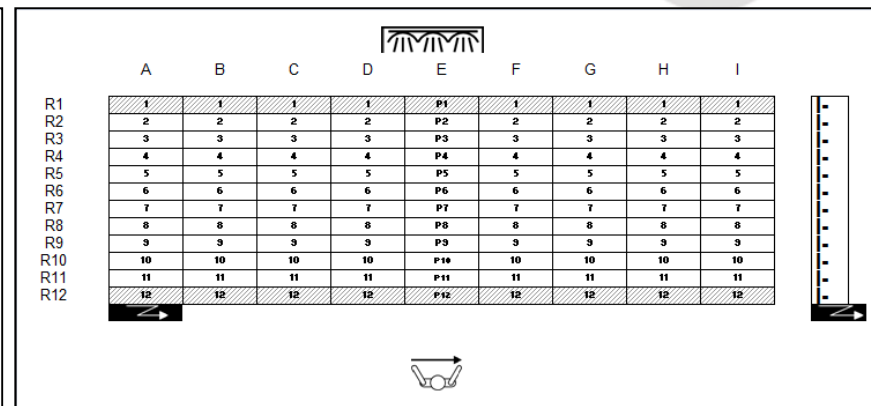 A B C D E F G H I
R1 1 1 1 1 P1 1 1 1 1
R2 2 2 2 2 P2 2 2 2 2
R3 3 3 3 3 P3 3 3 3 3
R4 4 4 4 4 P4 4 4 4 4
R5 5 5 5 5 P5 5 5 5 5
R6 6 6 6 6 P6 6 6 6 6
R7 7 7 7 7 P7 7 7 7 7
R8 8 8 8 8 P8 8 8 8 8
R9 9 9 9 9 P9 9 9 9 9
R10 10 10 10 10 P10 10 10 10 10
R11 11 11 11 11 P11 11 11 11 11
R12 12 12 12 12 P12 12 12 12 12